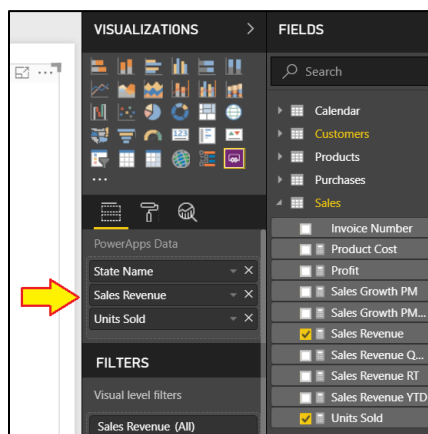 VISUALIZATIONS
FIELDS
Search
123
Calendar
Customers
Products
Purchases
Sales
Invoice Number
Product Cost
Profit
Sales Growth PM
Sales Growth PM...
Sales Revenue
Sales Revenue Q...
Sales Revenue RT
Sales Revenue YTD
Units Sold
PowerApps Data
State Name
Sales Revenue
Units Sold
FILTERS
Visual level filters
Sales Revenue (All)